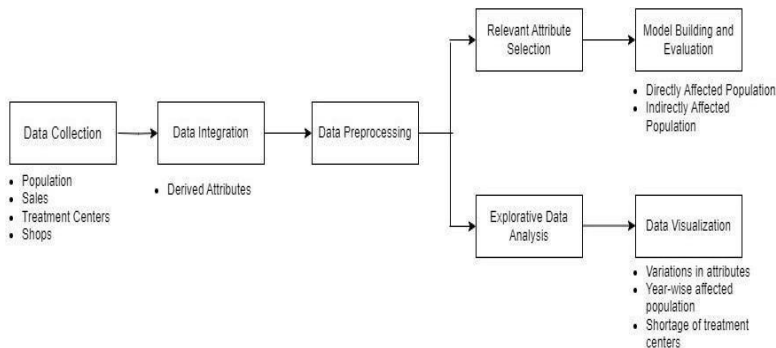 Data Collection
• Population
• Sales
• Treatment Centers
• Shops
Data Integration
• Derived Attributes
Data Preprocessing
Relevant Attribute
Selection
Model Building and
Evaluation
• Directly Affected Population
• Indirectly Affected
Population
Explorative Data
Analysis
Data Visualization
• Variations in attributes
• Year-wise affected
population
• Shortage of treatment
centers